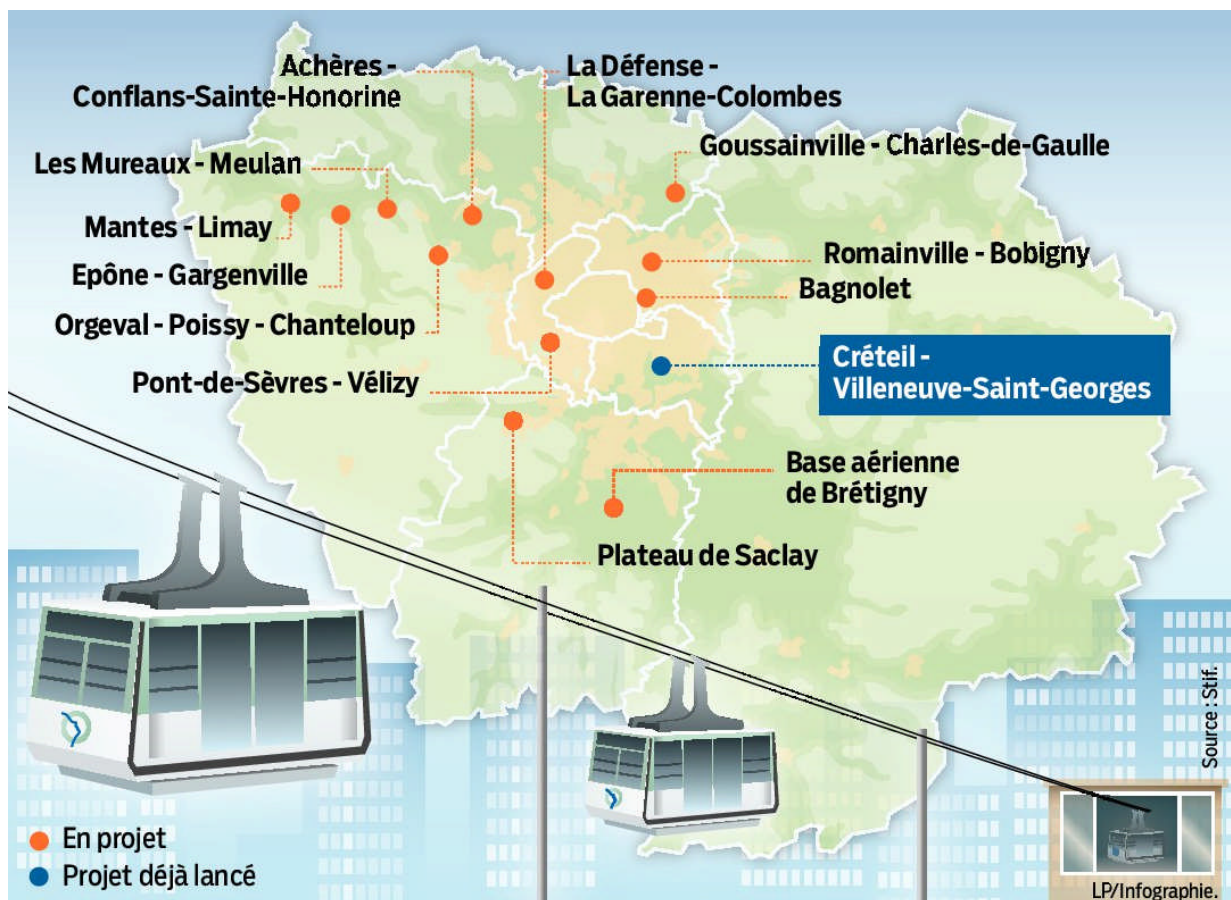 Achères -
Conflans-Sainte-Honorine
La Défense -
La Garenne-Colombes
Goussainville - Charles-de-Gaulle
Les Mureaux - Meulan
Mantes - Limay
Epône - Gargenville
Romainville - Bobigny
Bagnolet
Orgeval - Poissy - Chanteloup
Pont-de-Sèvres - Vélizy
Créteil -
Villeneuve-Saint-Georges
Base aérienne
de Brétigny
Plateau de Saclay
En projet
Projet déjà lancé
Source : Stif.
LP/Infographie.